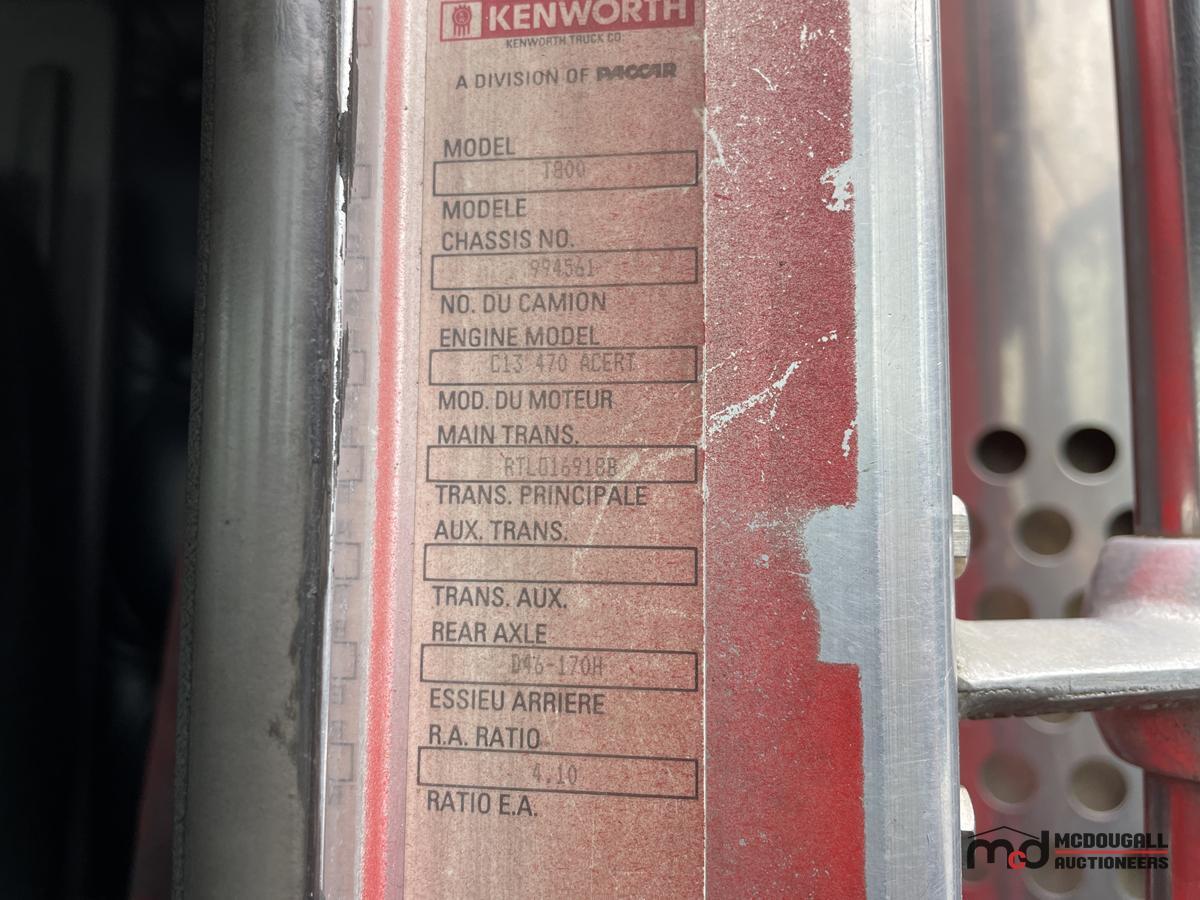 KENWORTH
KENWORTH TRUCK CO
A DIVISION OF PACCAR
MODEL
T800
MODELE
CHASSIS NO.
994561
NO. DU CAMION
ENGINE MODEL
C13 470 ACERT
MOD. DU MOTEUR
MAIN TRANS.
RTLO16918B
TRANS. PRINCIPALE
AUX. TRANS.
TRANS. AUX.
REAR AXLE
D46-170H
ESSIEU ARRIERE
R.A. RATIO
4.10
RATIO E.A.
mcd MCDOUGALL
AUCTIONEERS